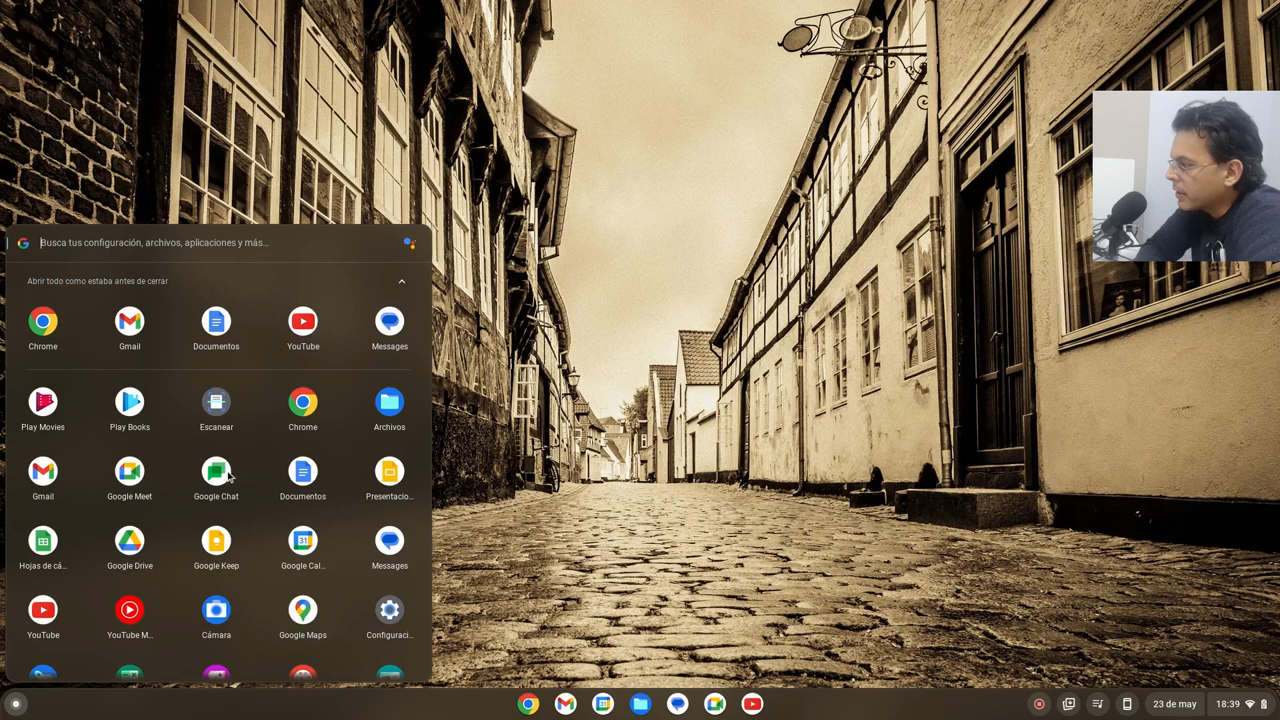 Busca tus configuración, archivos, aplicaciones y más...
Abrir todo como estaba antes de cerrar
Chrome
Gmail
Documentos
YouTube
Messages
Play Movies
Play Books
Escanear
Chrome
Archivos
Gmail
Google Meet
Google Chat
Documentos
Presentacio...
Hojas de cá...
Google Drive
Google Keep
Google Cal...
Messages
YouTube
YouTube M...
Cámara
Google Maps
Configuraci...
23 de may
18:39